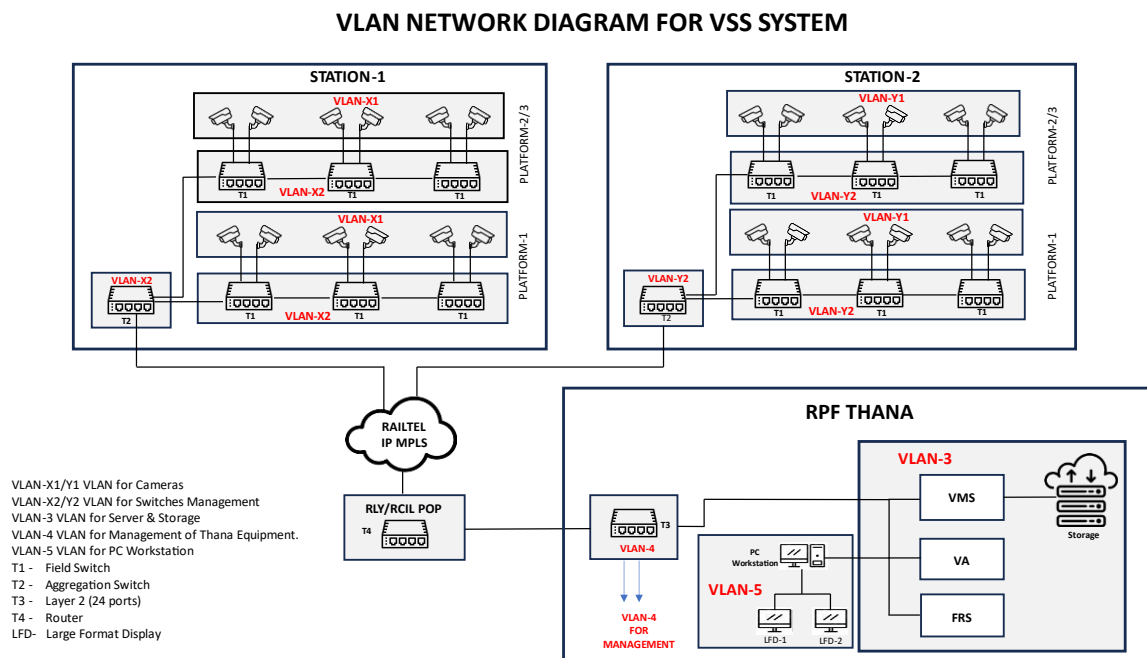 VLAN NETWORK DIAGRAM FOR VSS SYSTEM
STATION-1
VLAN-X1
PLATFORM-2/3
T1
T1
T1
VLAN-X2
VLAN-X1
PLATFORM-1
VLAN-X2
T2
T1
T1
T1
VLAN-X2
STATION-2
VLAN-Y1
PLATFORM-2/3
T1
T1
T1
VLAN-Y2
VLAN-Y1
PLATFORM-1
VLAN-Y2
T2
T1
T1
T1
VLAN-Y2
RAILTEL
IP MPLS
RLY/RCIL POP
T4
RPF THANA
T3
VLAN-4
VLAN-4
FOR
MANAGEMENT
PC
Workstation
VLAN-5
LFD-1
LFD-2
VLAN-3
VMS
VA
FRS
Storage
VLAN-X1/Y1 VLAN for Cameras
VLAN-X2/Y2 VLAN for Switches Management
VLAN-3 VLAN for Server & Storage
VLAN-4 VLAN for Management of Thana Equipment.
VLAN-5 VLAN for PC Workstation
T1 - Field Switch
T2 - Aggregation Switch
T3 - Layer 2 (24 ports)
T4 - Router
LFD- Large Format Display